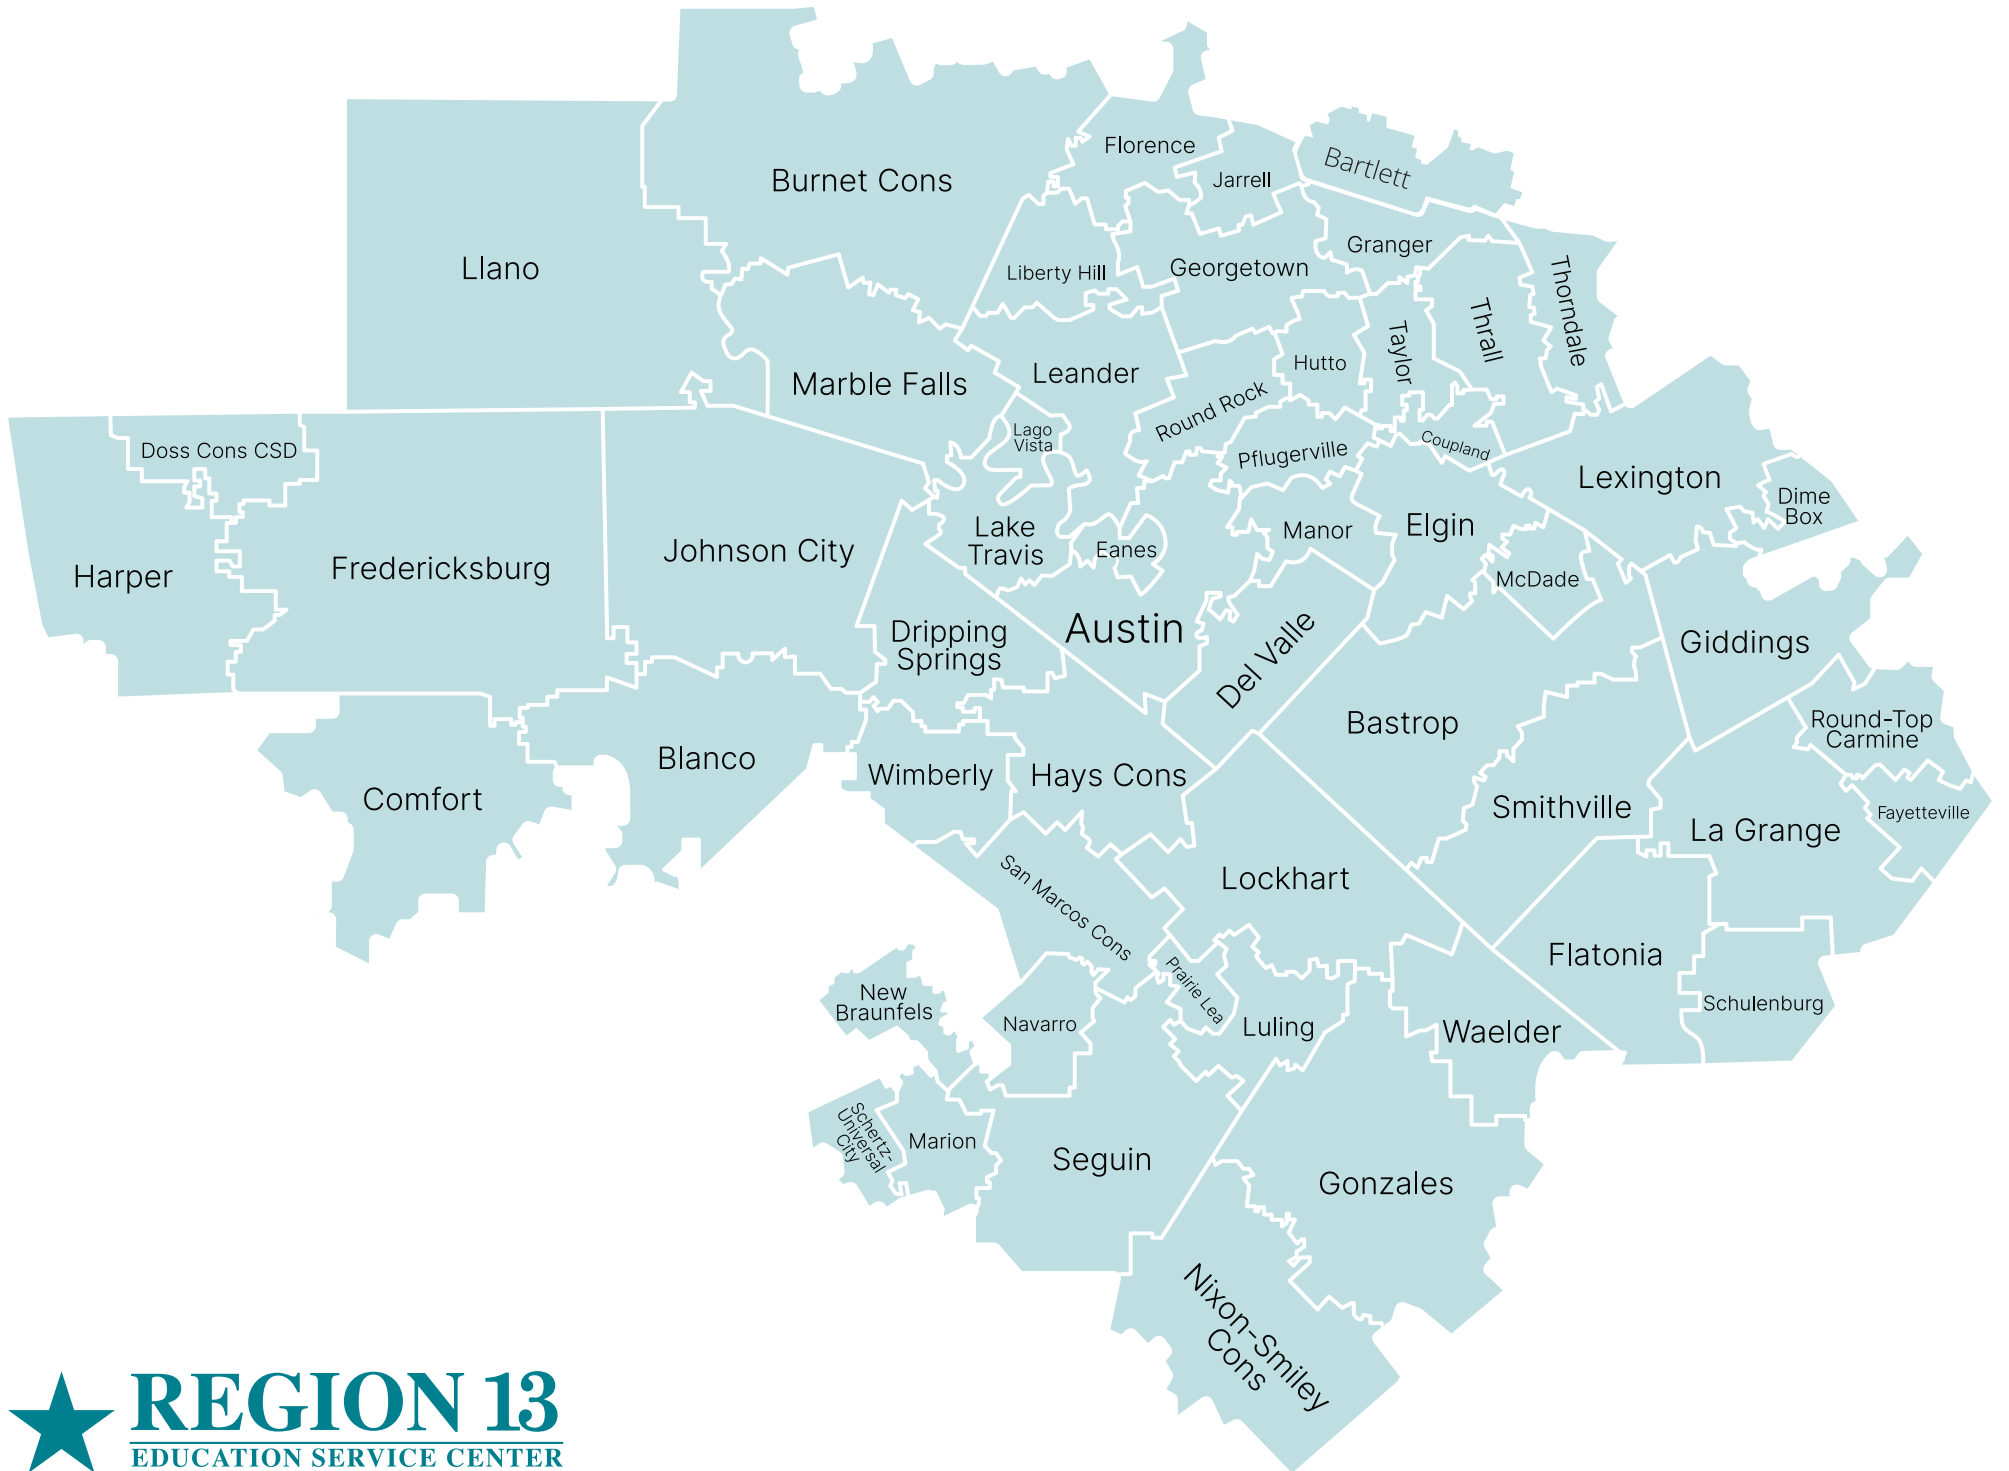 Burnet Cons
Florence
Jarrell
Bartlett
Llano
Liberty Hill
Georgetown
Granger
Thorndale
Thrall
Taylor
Hutto
Marble Falls
Leander
Round Rock
Lago
Vista
Pflugerville
Coupland
Doss Cons CSD
Lexington
Dime
Box
Harper
Fredericksburg
Johnson City
Lake
Travis
Eanes
Manor
Elgin
McDade
Dripping
Springs
Austin
Del Valle
Giddings
Bastrop
Round-Top
Carmine
Comfort
Blanco
Wimberly
Hays Cons
Smithville
La Grange
Fayetteville
San Marcos Cons
Lockhart
Flatonia
Schulenburg
New
Braunfels
Navarro
Prairie Lea
Luling
Waelder
Schertz-
Universal
City
Marion
Seguin
Gonzales
Nixon-Smiley
Cons
REGION 13
EDUCATION SERVICE CENTER